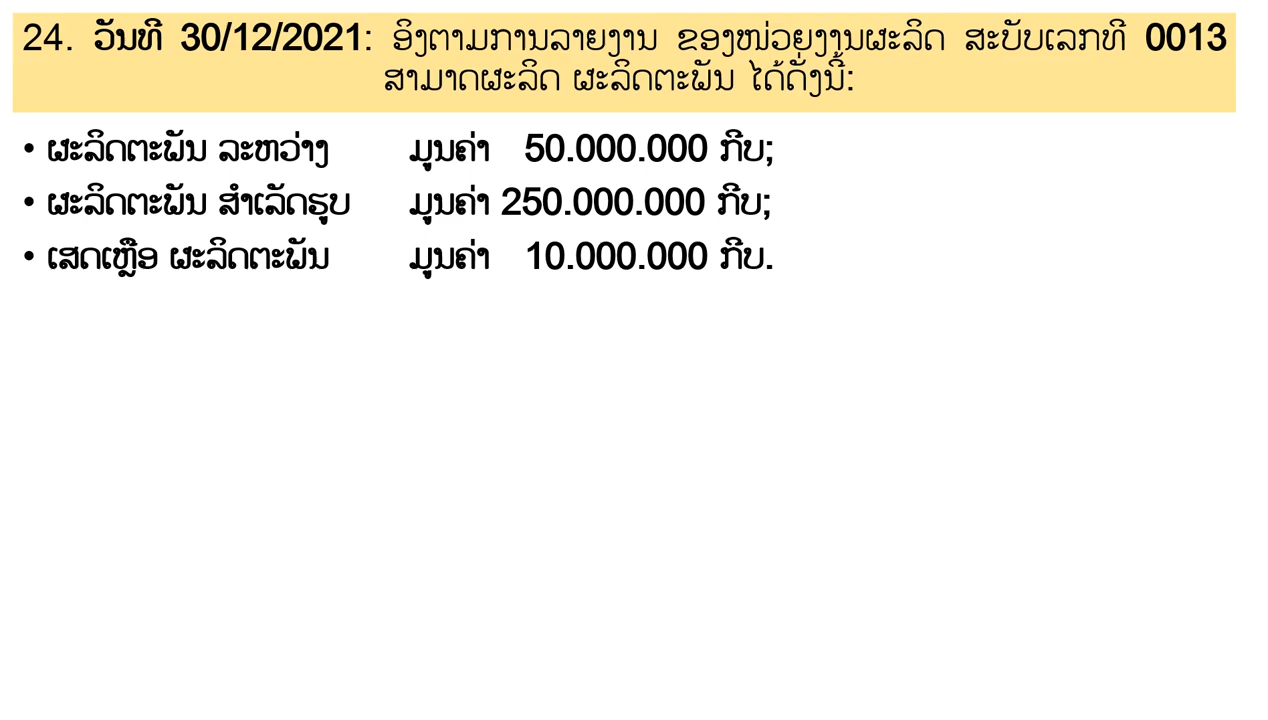 24. ວັນທີ 30/12/2021: ອີງຕາມການລາຍງານ ຂອງໜ່ວຍງານຜະລິດ ສະບັບເລກທີ 0013
ສາມາດຜະລິດ ຜະລິດຕະພັນ ໄດ້ດັ່ງນີ້:
• ຜະລິດຕະພັນ ລະຫວ່າງ ມູນຄ່າ 50.000.000 ກີບ;
• ຜະລິດຕະພັນ ສຳເລັດຮູບ ມູນຄ່າ 250.000.000 ກີບ;
• ເສດເຫຼືອ ຜະລິດຕະພັນ ມູນຄ່າ 10.000.000 ກີບ.